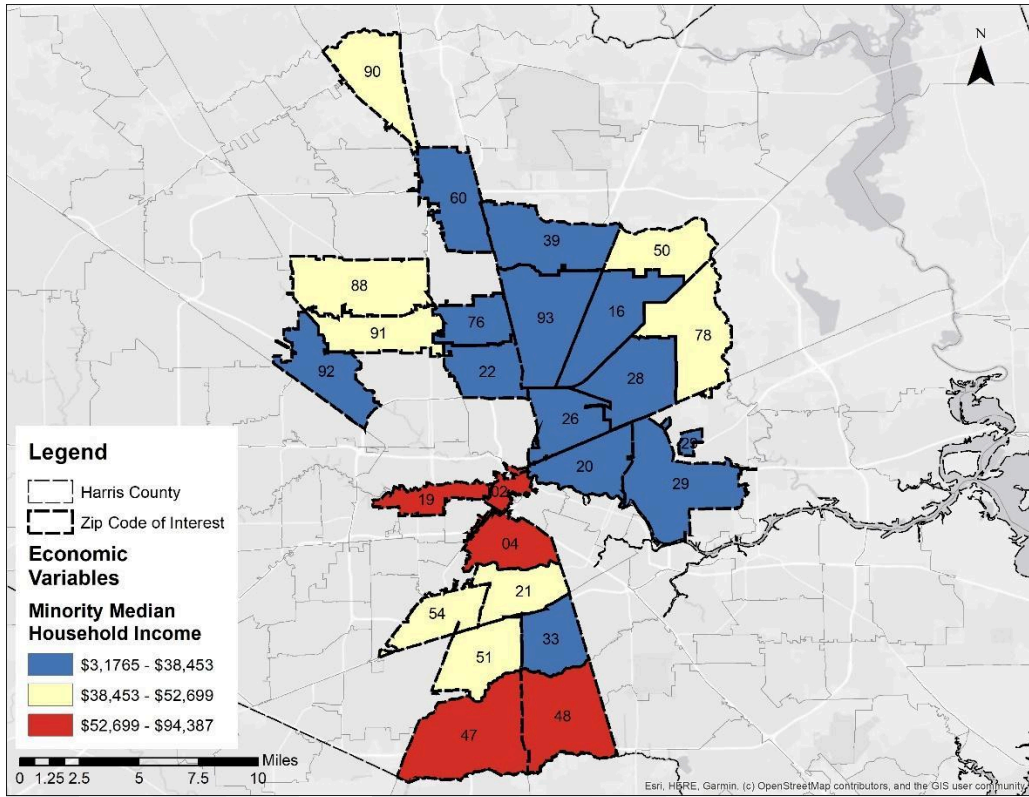 N
90
60
39
50
88
76
93
16
78
91
92
22
28
26
20
29
29
19
02
04
21
54
33
51
48
47
Legend
Harris County
Zip Code of Interest
Economic
Variables
Minority Median
Household Income
$3,1765 - $38,453
$38,453 - $52,699
$52,699 - $94,387
Miles
0 1.25 2.5 5 7.5 10
Esri, HERE, Garmin, (c) OpenStreetMap contributors, and the GIS user community